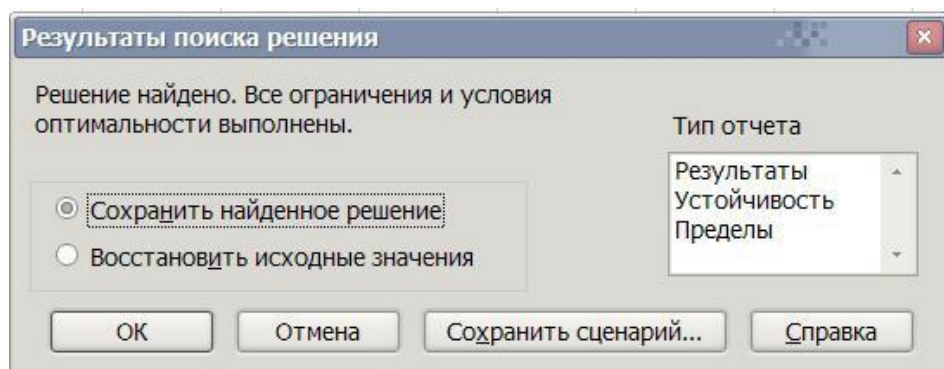 Результаты поиска решения
Решение найдено. Все ограничения и условия
оптимальности выполнены.
Тип отчета
Результаты
Устойчивость
Пределы
Сохранить найденное решение
Восстановить исходные значения
ОК
Отмена
Сохранить сценарий...
Справка